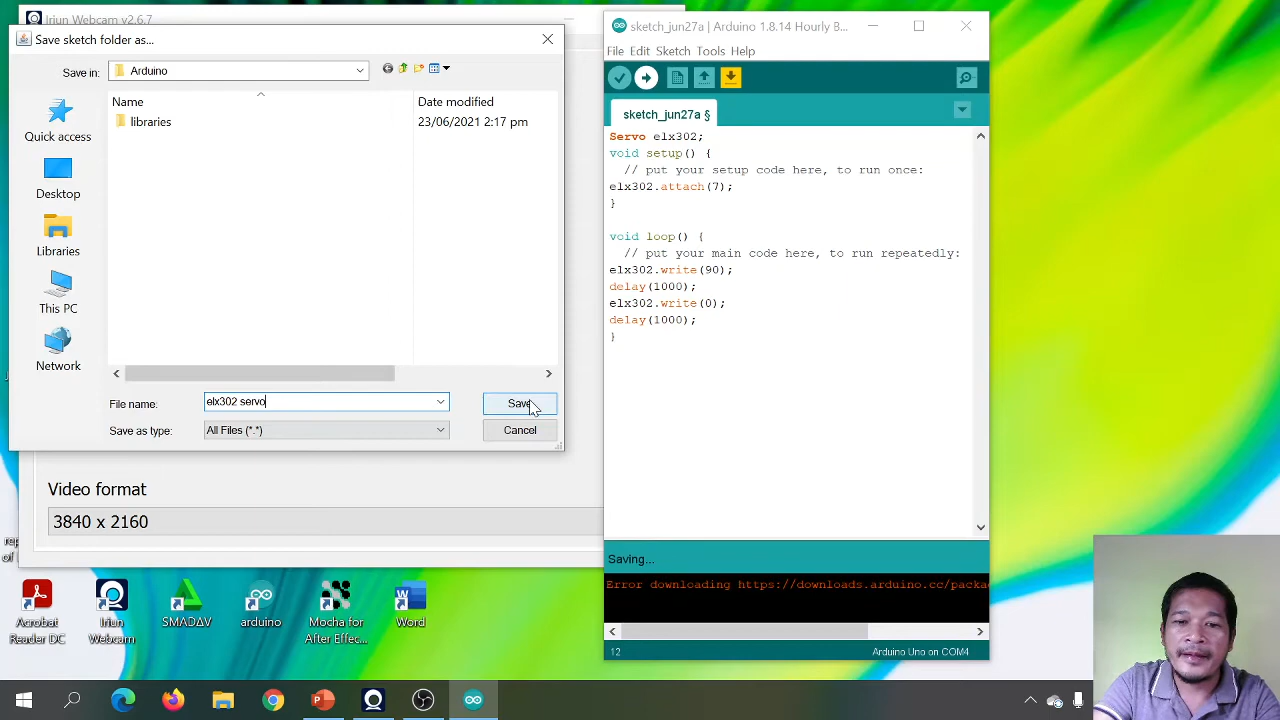 Iriun Webcam v2.6.7
Save sketch folder as...
Save in:
Arduino
Name
Date modified
libraries
23/06/2021 2:17 pm
Quick access
Desktop
Libraries
This PC
Network
File name:
elx302 servo
Save
Save as type:
All Files (*.*)
Cancel
Video format
3840 x 2160
sketch_jun27a | Arduino 1.8.14 Hourly B...
File Edit Sketch Tools Help
sketch_jun27a §
Servo elx302;
void setup() {
// put your setup code here, to run once:
elx302.attach(7);
}
void loop() {
// put your main code here, to run repeatedly:
elx302.write(90);
delay(1000);
elx302.write(0);
delay(1000);
}
Saving...
Error downloading https://downloads.arduino.cc/packa
12
Arduino Uno on COM4
rep
of
Acrobat
Reader DC
Iriun
Webcam
SMADΔV
arduino
Mocha for
After Effec...
Word